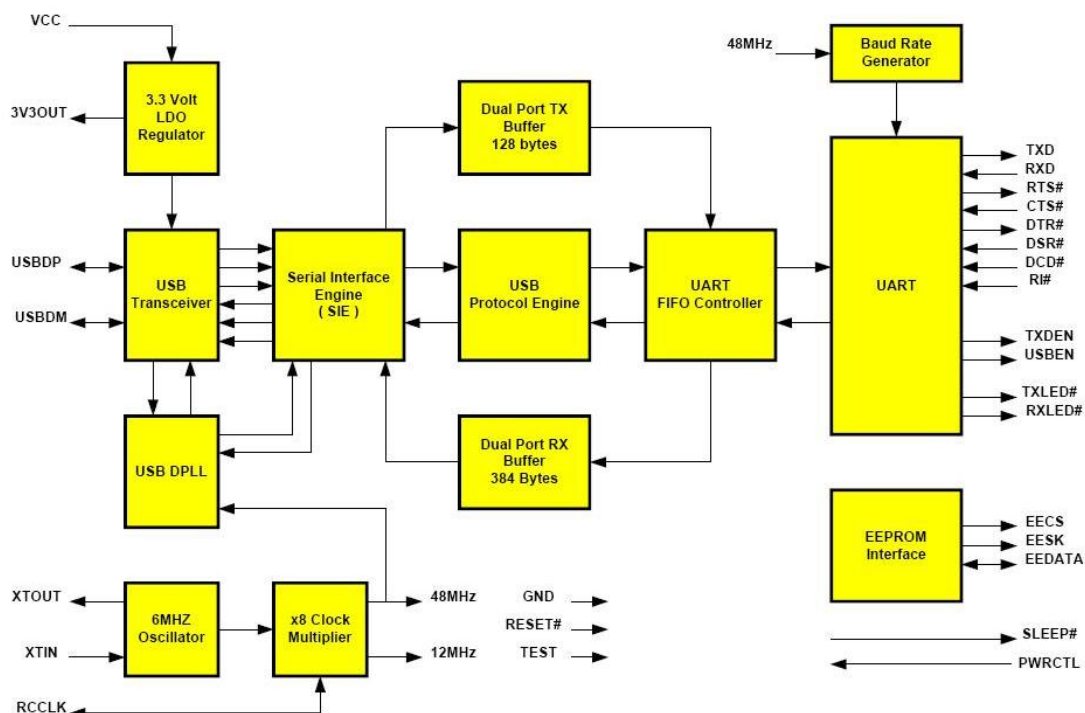 VCC
48MHz
Baud Rate
Generator
3V3OUT
3.3 Volt
LDO
Regulator
Dual Port TX
Buffer
128 bytes
TXD
RXD
RTS#
CTS#
DTR#
DSR#
DCD#
RI#
USBDP
USBDM
USB
Transceiver
Serial Interface
Engine
( SIE )
USB
Protocol Engine
UART
FIFO Controller
UART
TXDEN
USBEN
TXLED#
RXLED#
USB DPLL
Dual Port RX
Buffer
384 Bytes
EEPROM
Interface
EECS
EESK
EEDATA
XTOUT
XTIN
6MHZ
Oscillator
x8 Clock
Multiplier
48MHz
12MHz
GND
RESET#
TEST
SLEEP#
PWRCTL
RCCLK